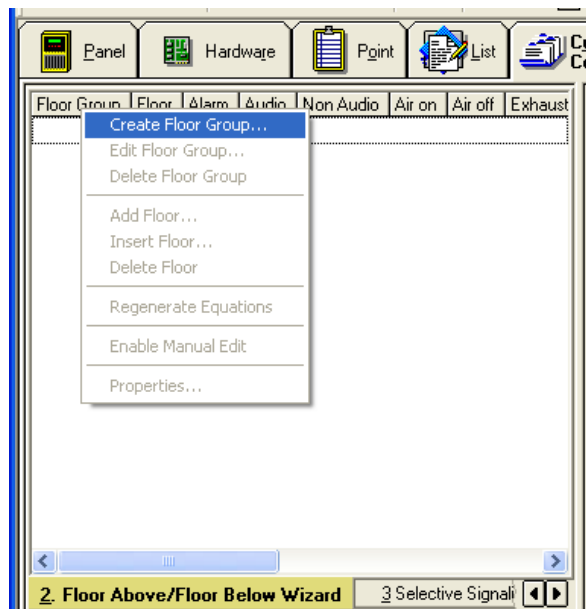 Panel Hardware Point List
Floor Group Floor Alarm Audio Non Audio Air on Air off Exhaust
Create Floor Group...
Edit Floor Group...
Delete Floor Group
Add Floor...
Insert Floor...
Delete Floor
Regenerate Equations
Enable Manual Edit
Properties...
2. Floor Above/Floor Below Wizard 3 Selective Signali